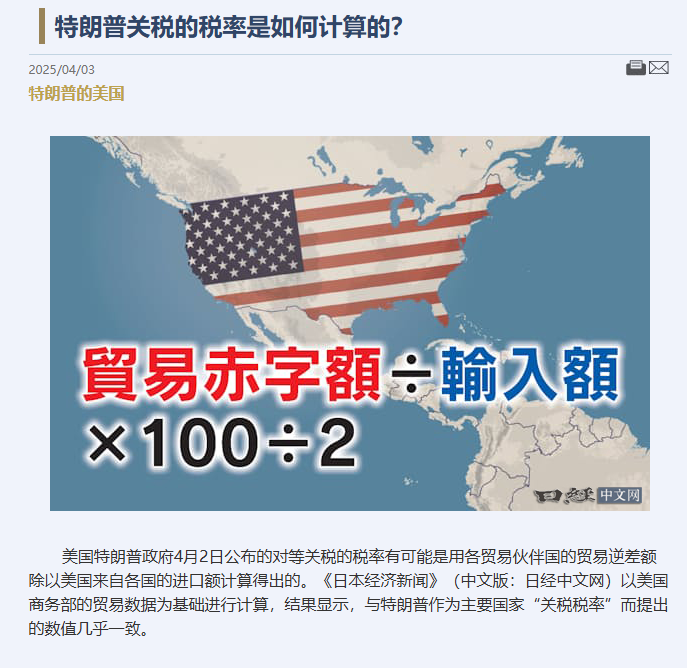 特朗普关税的税率是如何计算的？
2025/04/03
特朗普的美国
貿易赤字額÷輸入額
×100÷2
日経中文网
美国特朗普政府4月2日公布的对等关税的税率有可能是用各贸易伙伴国的贸易逆差额
除以美国来自各国的进口额计算得出的。《日本经济新闻》（中文版：日经中文网）以美国
商务部的贸易数据为基础进行计算，结果显示，与特朗普作为主要国家“关税税率”而提出
的数值几乎一致。